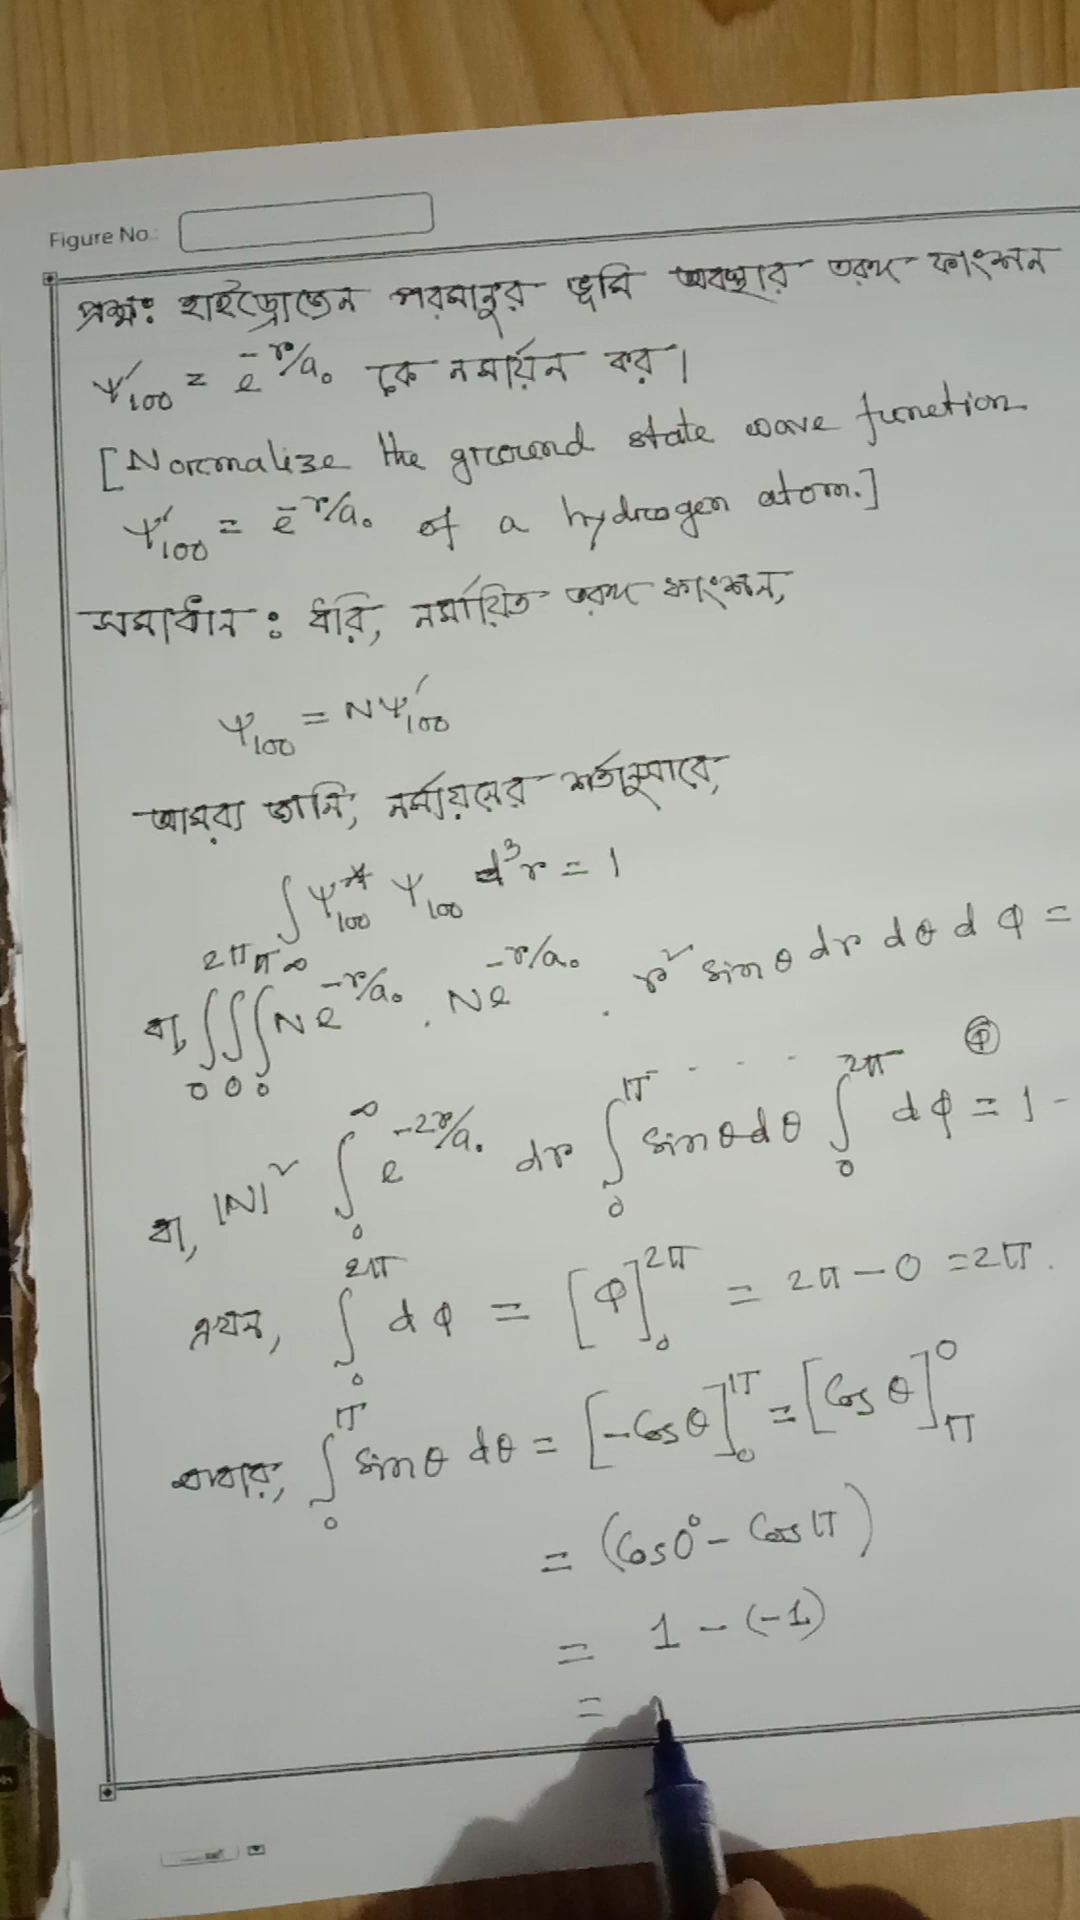 Figure No.:
প্রশ্ন: হাইড্রোজেন পরমানুর ভূমি অবস্থার তরঙ্গ ফাংশন
ψ′₁₀₀ = e^(-r/a₀) কে নর্মায়ন কর।
[Normalize the ground state wave function
ψ′₁₀₀ = e^(-r/a₀) of a hydrogen atom.]
সমাধান: ধরি, নর্মায়িত তরঙ্গ ফাংশন,
ψ₁₀₀ = Nψ′₁₀₀
আমরা জানি, নর্মায়নের শর্তানুসারে,
∫ψ*₁₀₀ ψ₁₀₀ d³r = 1
বা, ∫₀^2π ∫₀^π ∫₀^∞ Ne^(-r/a₀) . Ne^(-r/a₀) . r² sinθ dr dθ dφ =
বা, |N|² ∫₀^∞ e^(-2r/a₀) dr ∫₀^π sinθdθ ∫₀^2π dφ = 1 -
এখন, ∫₀^2π dφ = [φ]₀^2π = 2π - 0 = 2π.
আবার, ∫₀^π sinθ dθ = [-Cosθ]₀^π = [Cosθ]_π^0
= (Cos0° - Cosπ)
= 1 - (-1)
=